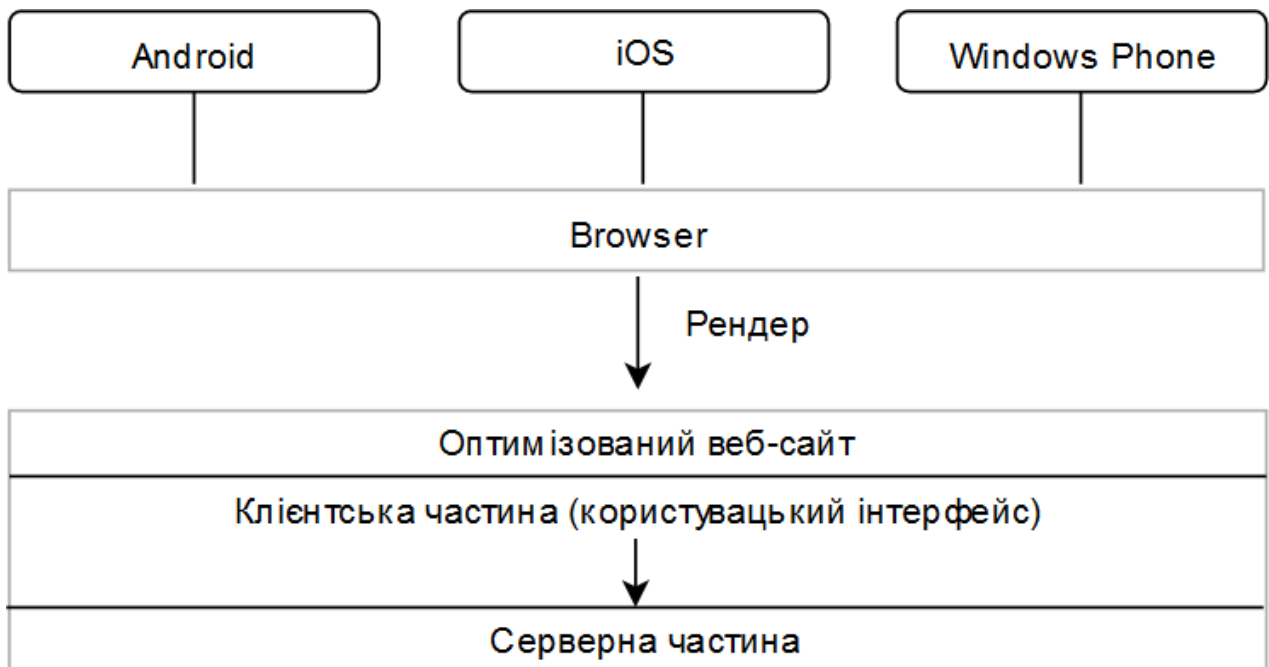 Android
iOS
Windows Phone
Browser
Рендер
Оптимізований веб-сайт
Клієнтська частина (користувацький інтерфейс)
Серверна частина